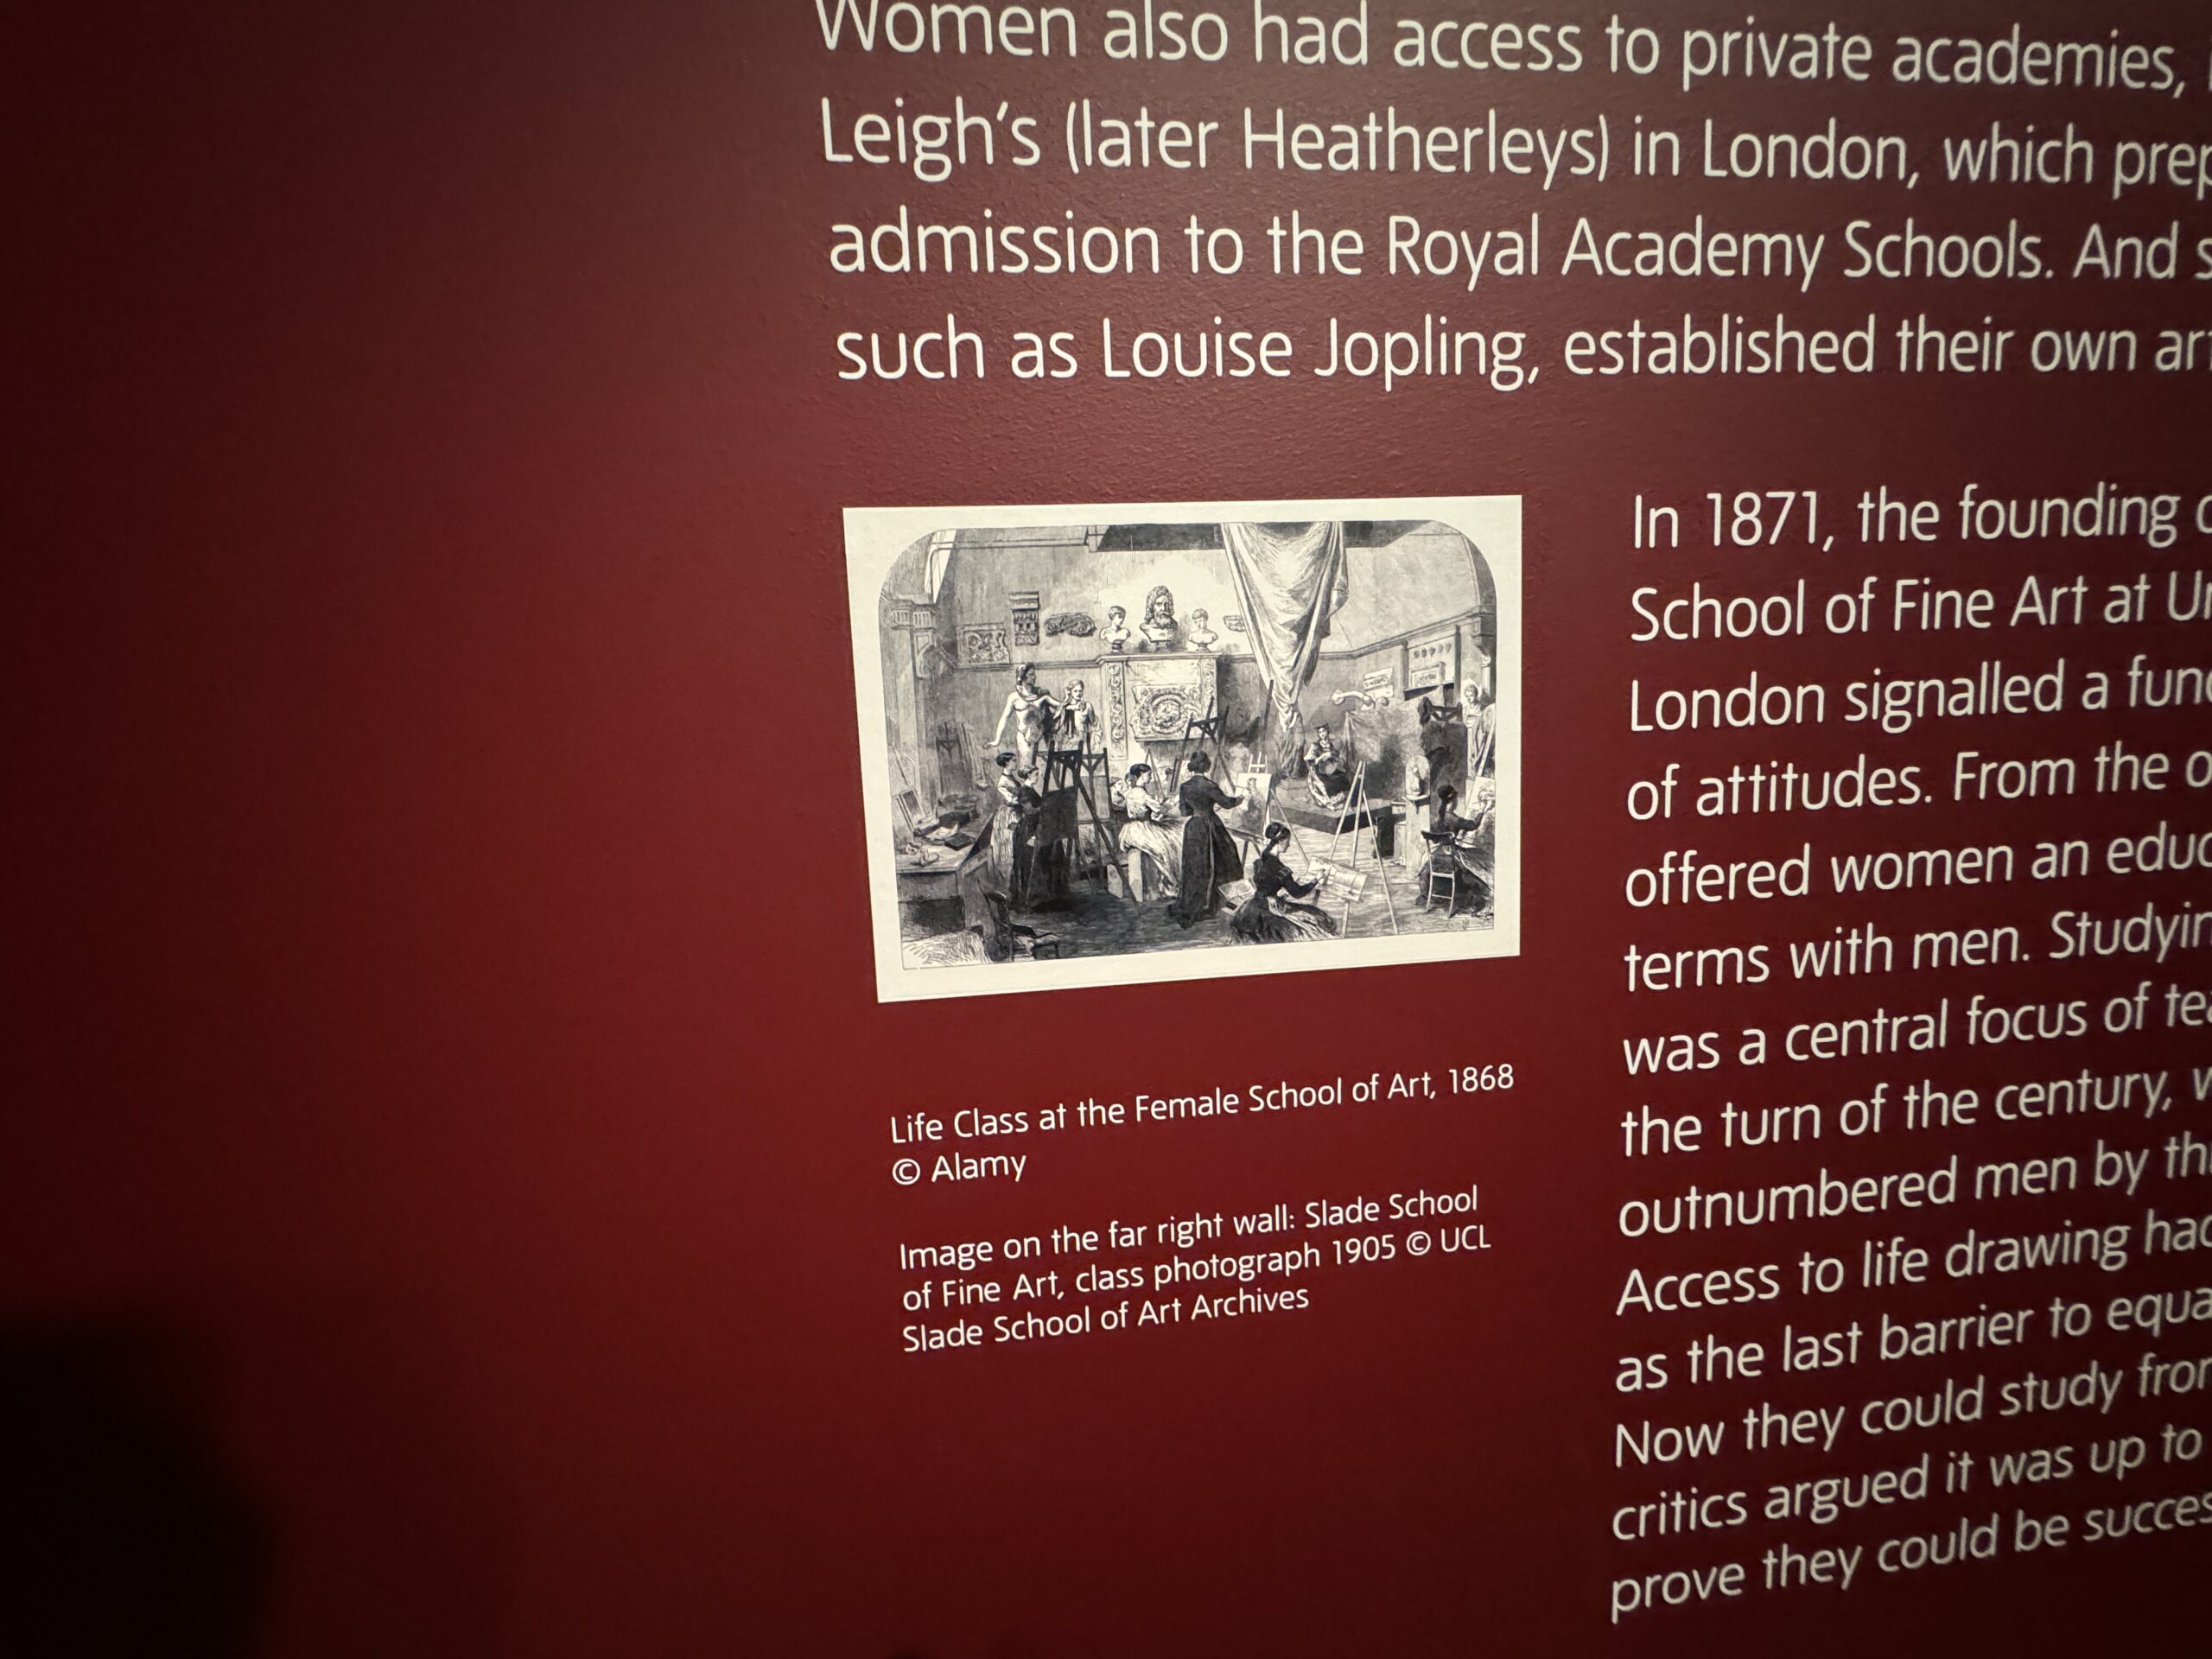 Women also had access to private academies,
Leigh's (later Heatherleys) in London, which
admission to the Royal Academy Schools. And
such as Louise Jopling, established their own
In 1871, the founding
School of Fine Art at
London signalled a
of attitudes. From the
offered women an
terms with men.
was a central focus of
the turn of the century,
outnumbered men by
Access to life drawing
as the last barrier to
Now they could study
critics argued it was up to
prove they could be
Life Class at the Female School of Art, 1868
© Alamy
Image on the far right wall: Slade School
of Fine Art, class photograph 1905 © UCL
Slade School of Art Archives